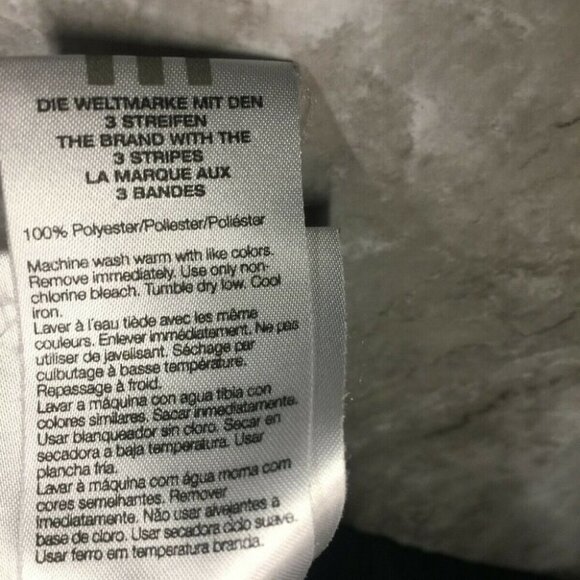 DIE WELTMARKE MIT DEN
3 STREIFEN
THE BRAND WITH THE
3 STRIPES
LA MARQUE AUX
3 BANDES
100% Polyester/Poliester/Poliéster
Machine wash warm with like colors.
Remove immediately. Use only non-
chlorine bleach. Tumble dry low. Cool
iron.
Laver à l'eau tiède avec les même
couleurs. Enlever immédiatement. Ne pas
utiliser de javelisant. Séchage par
culbutage à basse température.
Repassage à froid.
Lavar a máquina con agua tibia con
colores similares. Sacar inmediatamente.
Usar blanqueador sin cloro. Secar en
secadora a baja temperatura. Usar
plancha fria.
Lavar à máquina com água morna com
cores semelhantes. Remover
imediatamente. Não usar alvejantes a
base de cloro. Usar secadora ciclo suave.
Usar ferro em temperatura branda.